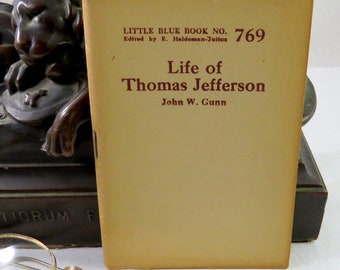 LITTLE BLUE BOOK NO. 769
Edited by E. Haldeman-Julius
Life of
Thomas Jefferson
John W. Gunn